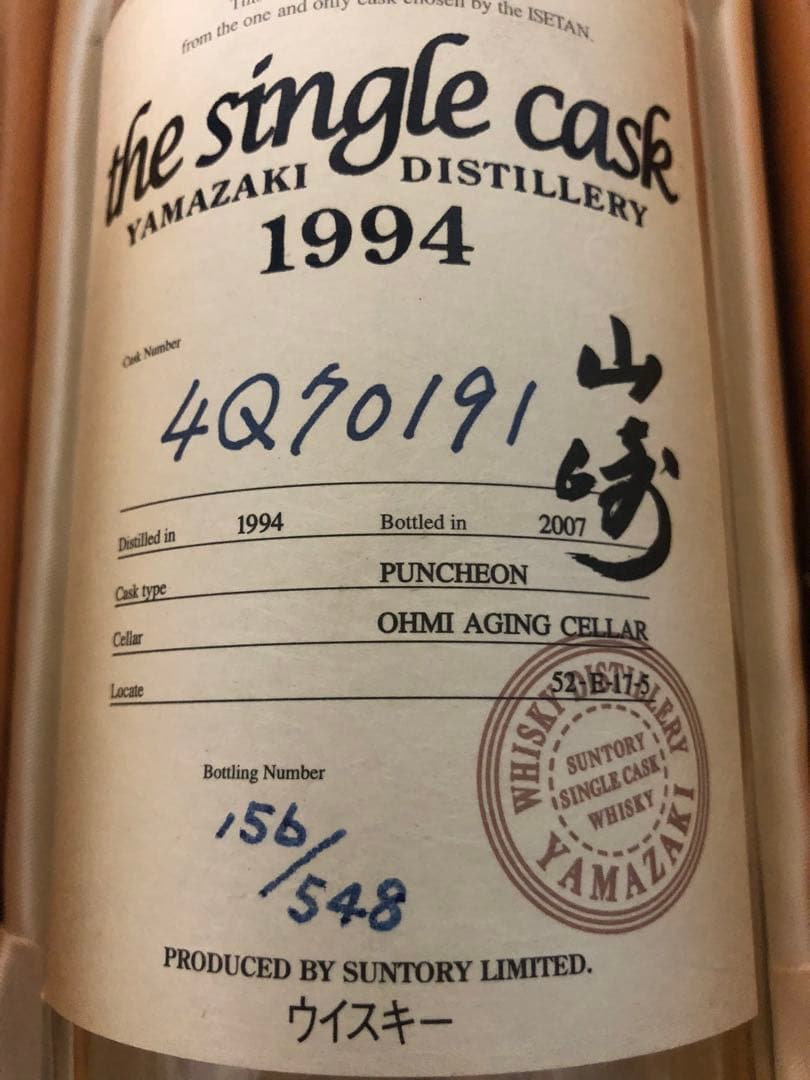 from the one and only cask chosen by the ISETAN.
the single cask
YAMAZAKI DISTILLERY
1994
Cask Number
4Q70191
山崎
Distilled in 1994 Bottled in 2007
Cask type PUNCHEON
Cellar OHMI AGING CELLAR
Locate 52-E-17-5
WHISKY DISTILLERY
YAMAZAKI
SUNTORY
SINGLE CASK
WHISKY
Bottling Number
156/548
PRODUCED BY SUNTORY LIMITED.
ウイスキー